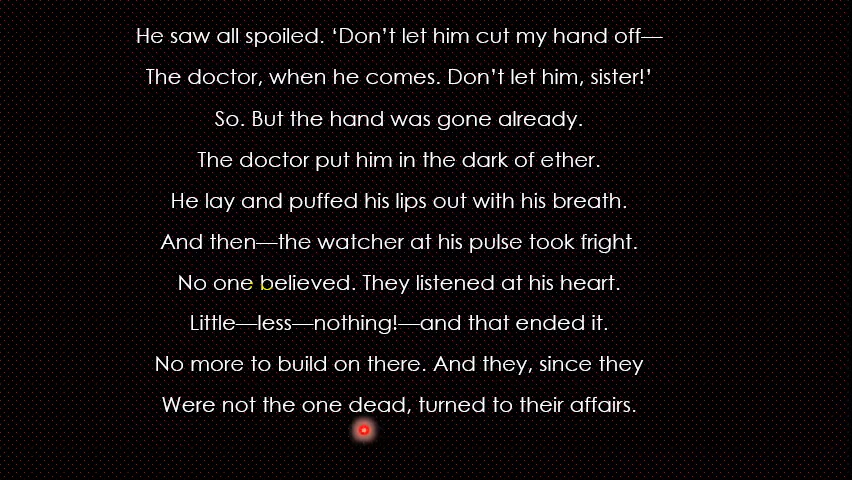 He saw all spoiled. ‘Don’t let him cut my hand off—
The doctor, when he comes. Don’t let him, sister!’
So. But the hand was gone already.
The doctor put him in the dark of ether.
He lay and puffed his lips out with his breath.
And then—the watcher at his pulse took fright.
No one believed. They listened at his heart.
Little—less—nothing!—and that ended it.
No more to build on there. And they, since they
Were not the one dead, turned to their affairs.